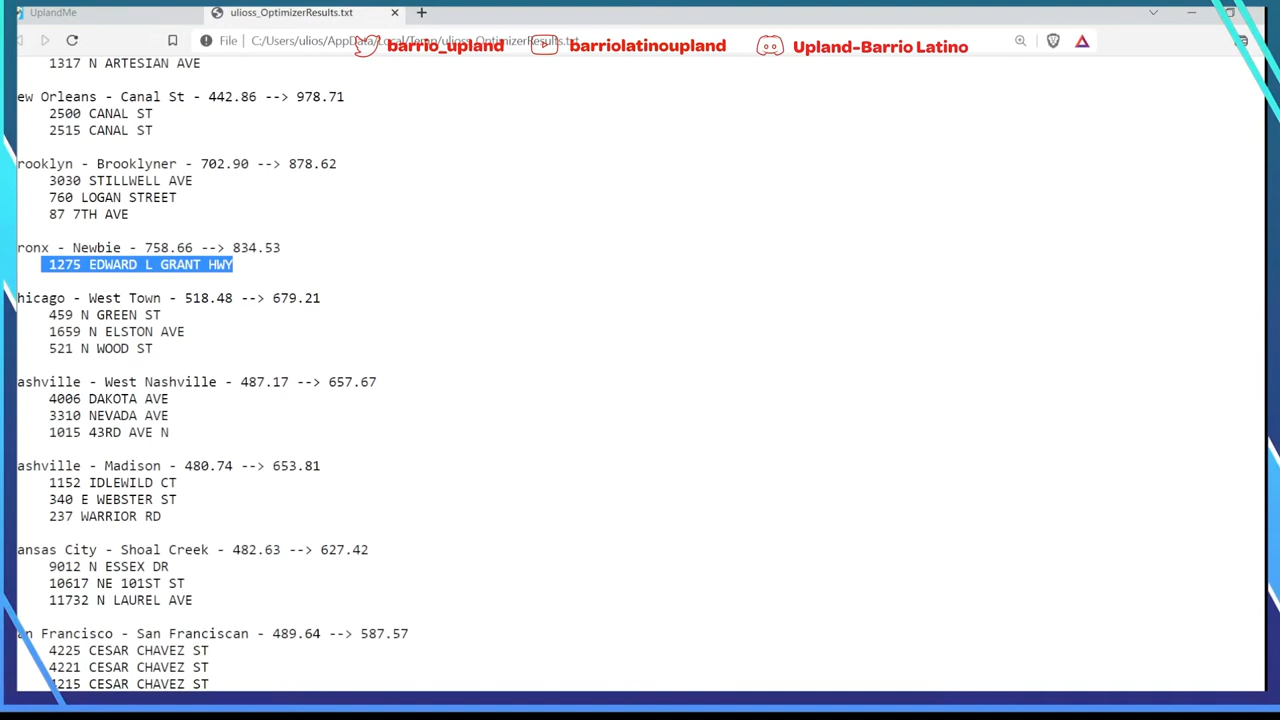 UplandMe
ulioss_OptimizerResults.txt
File | C:/Users/ulios/AppData/Local/Temp/ulioss_OptimizerResults.txt
barrio_upland
barriolatinoupland
Upland-Barrio Latino
1317 N ARTESIAN AVE
ew Orleans - Canal St - 442.86 --> 978.71
2500 CANAL ST
2515 CANAL ST
rooklyn - Brooklyner - 702.90 --> 878.62
3030 STILLWELL AVE
760 LOGAN STREET
87 7TH AVE
ronx - Newbie - 758.66 --> 834.53
1275 EDWARD L GRANT HWY
hicago - West Town - 518.48 --> 679.21
459 N GREEN ST
1659 N ELSTON AVE
521 N WOOD ST
ashville - West Nashville - 487.17 --> 657.67
4006 DAKOTA AVE
3310 NEVADA AVE
1015 43RD AVE N
ashville - Madison - 480.74 --> 653.81
1152 IDLEWILD CT
340 E WEBSTER ST
237 WARRIOR RD
ansas City - Shoal Creek - 482.63 --> 627.42
9012 N ESSEX DR
10617 NE 101ST ST
11732 N LAUREL AVE
an Francisco - San Franciscan - 489.64 --> 587.57
4225 CESAR CHAVEZ ST
4221 CESAR CHAVEZ ST
4215 CESAR CHAVEZ ST